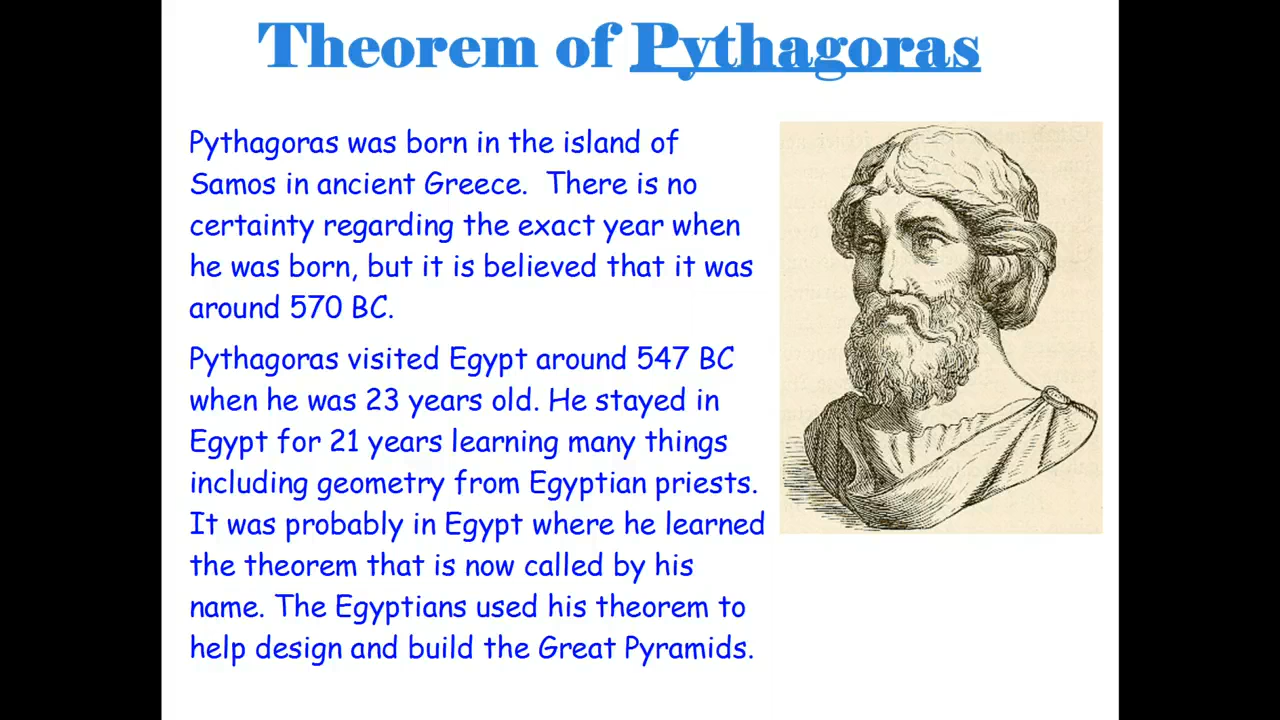 Theorem of Pythagoras
Pythagoras was born in the island of
Samos in ancient Greece. There is no
certainty regarding the exact year when
he was born, but it is believed that it was
around 570 BC.
Pythagoras visited Egypt around 547 BC
when he was 23 years old. He stayed in
Egypt for 21 years learning many things
including geometry from Egyptian priests.
It was probably in Egypt where he learned
the theorem that is now called by his
name. The Egyptians used his theorem to
help design and build the Great Pyramids.